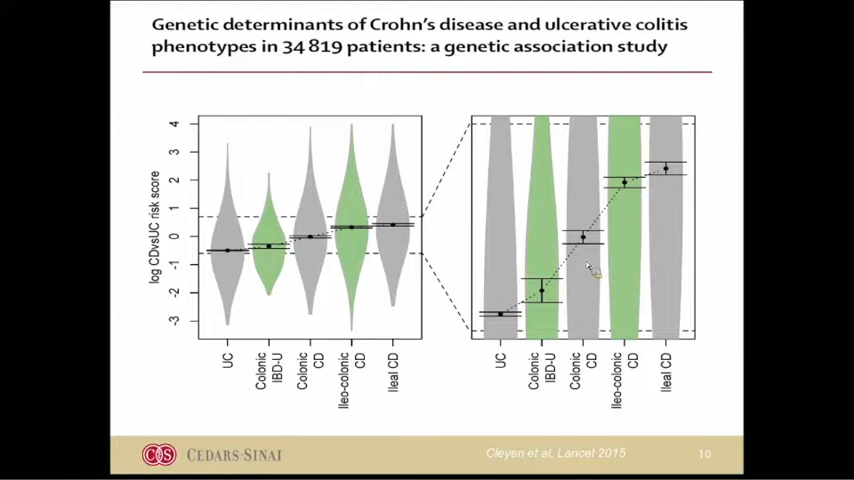 Genetic determinants of Crohn's disease and ulcerative colitis
phenotypes in 34 819 patients: a genetic association study
log CDvsUC risk score
4
3
2
1
0
-1
-2
-3
UC
Colonic
IBD-U
Colonic
CD
Ileo-colonic
CD
Ileal CD
UC
Colonic
IBD-U
Colonic
CD
Ileo-colonic
CD
Ileal CD
CEDARS-SINAI
Cleyen et al, Lancet 2015
10